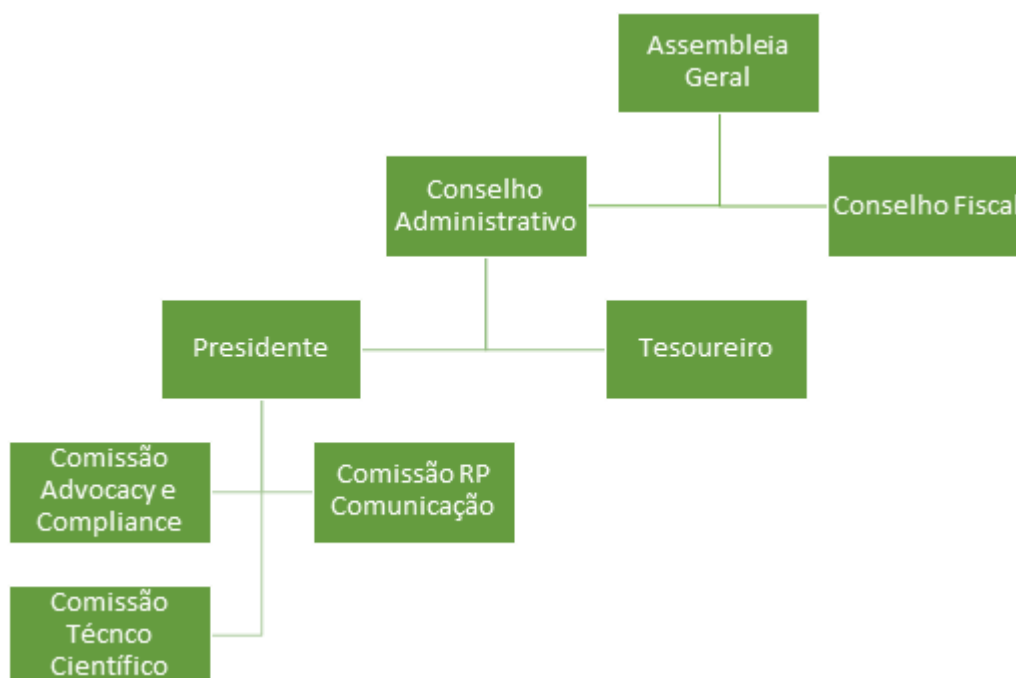 Assembleia
Geral
Conselho
Administrativo
Conselho Fiscal
Presidente
Tesoureiro
Comissão
Advocacy e
Compliance
Comissão RP
Comunicação
Comissão
Técnco
Científico